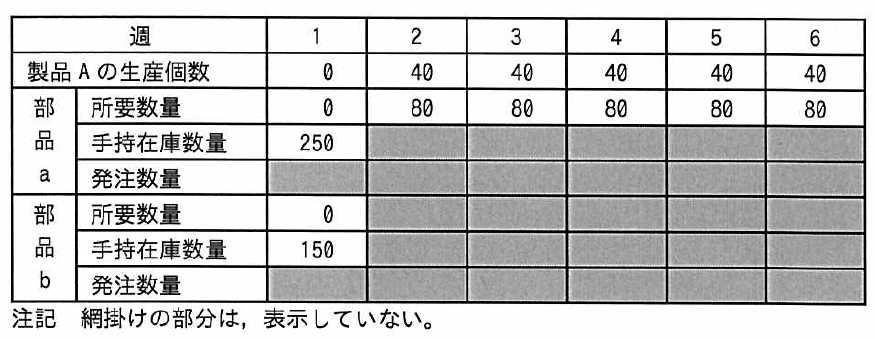 週 1 2 3 4 5 6
製品Aの生産個数 0 40 40 40 40 40
部品a 所要数量 0 80 80 80 80 80
手持在庫数量 250
発注数量
部品b 所要数量 0
手持在庫数量 150
発注数量
注記 網掛けの部分は，表示していない。